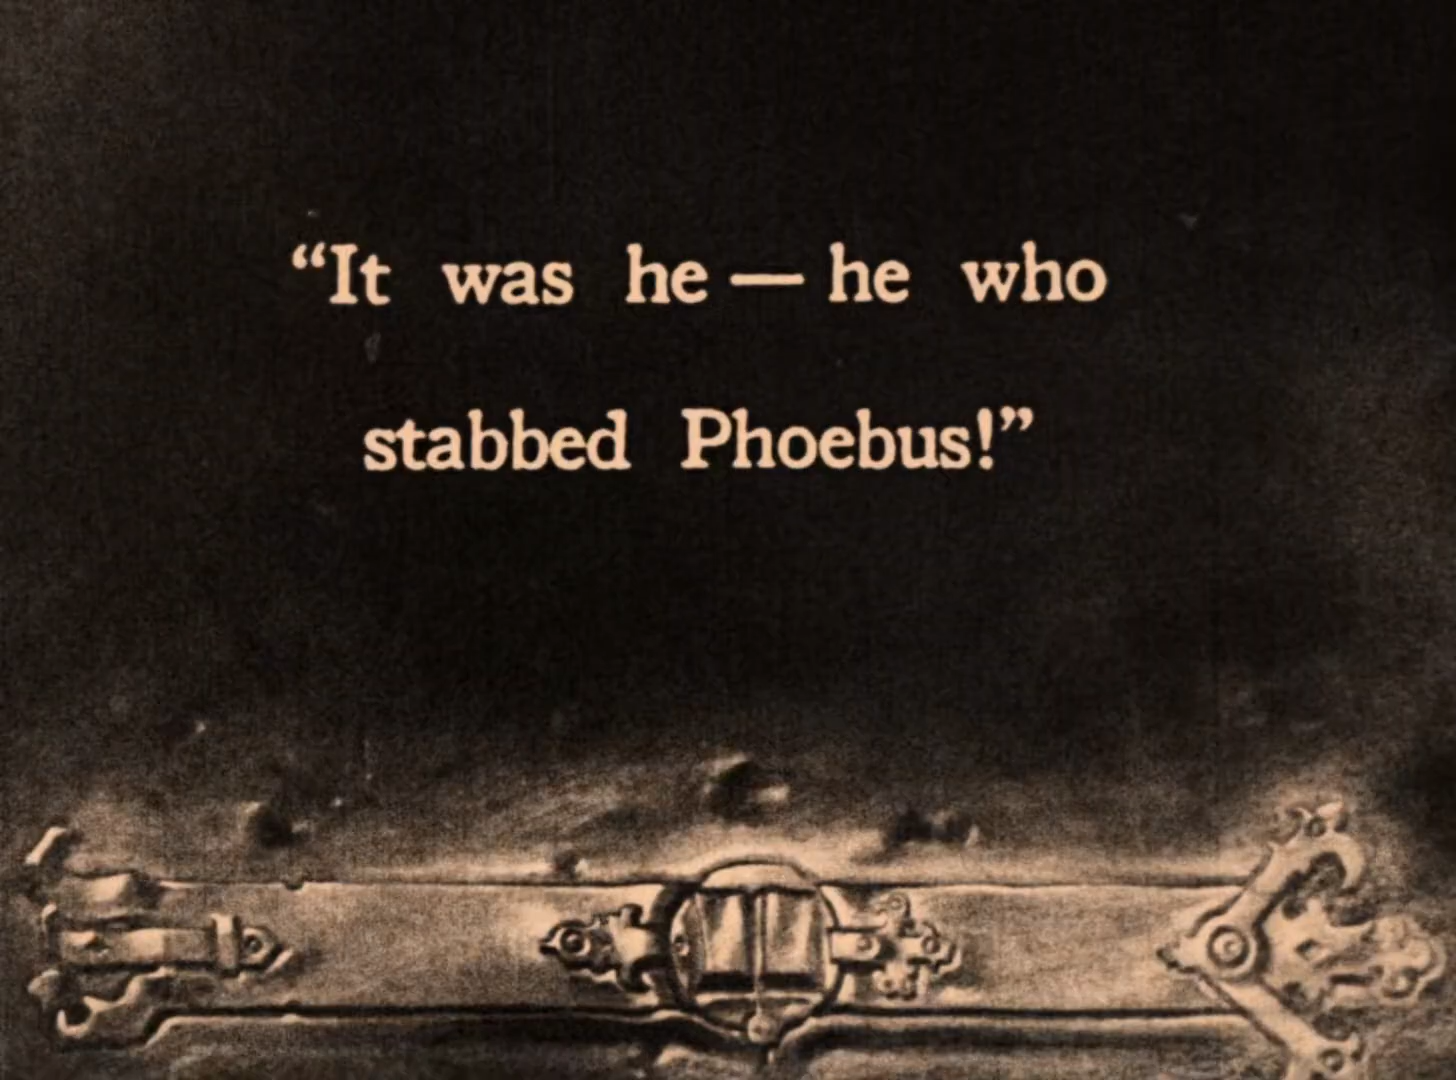 “It was he — he who
stabbed Phoebus!”